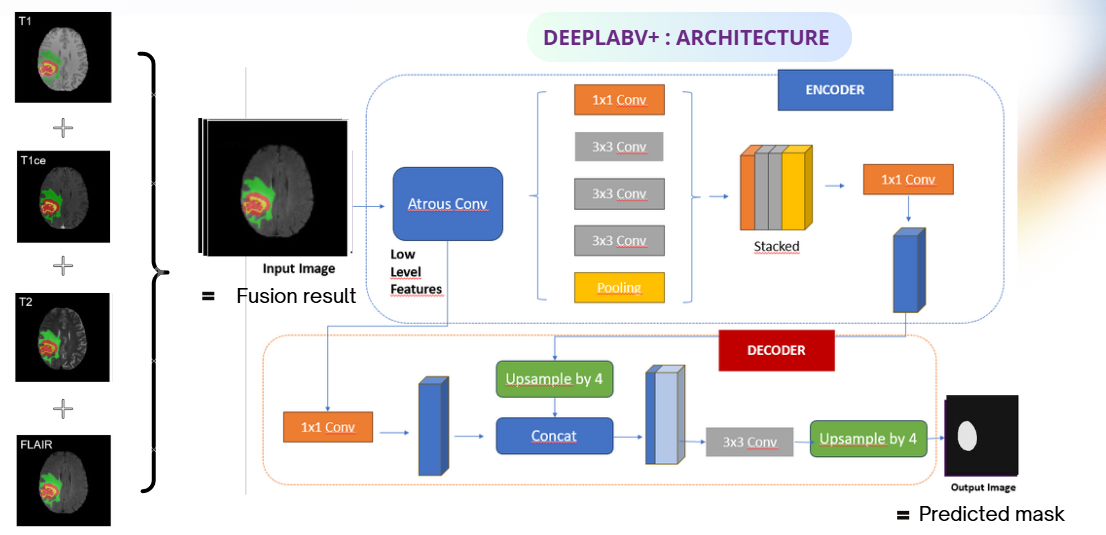 DEEPLABV+ : ARCHITECTURE
T1
+
T1ce
+
T2
+
FLAIR
Input Image
= Fusion result
ENCODER
Atrous Conv
Low
Level
Features
1x1 Conv
3x3 Conv
3x3 Conv
3x3 Conv
Pooling
Stacked
1x1 Conv
DECODER
1x1 Conv
Upsample by 4
Concat
3x3 Conv
Upsample by 4
Output Image
= Predicted mask